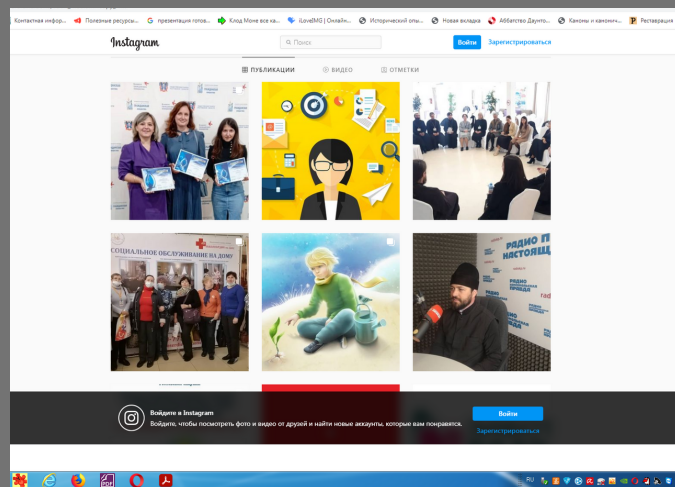 Контактная инфор...
Полезные ресурсы...
презентация готов...
Клод Моне все ка...
iLoveIMG | Онлайн...
Исторический опы...
Новая вкладка
Аббатство Даунто...
Каноны и канонич...
Реставрация
Instagram
Поиск
Войти
Зарегистрироваться
ПУБЛИКАЦИИ
ВИДЕО
ОТМЕТКИ
СОЦИАЛЬНОЕ ОБСЛУЖИВАНИЕ НА ДОМУ
РАДИО П
НАСТОЯЩ
Войдите в Instagram
Войдите, чтобы посмотреть фото и видео от друзей и найти новые аккаунты, которые вам понравятся.
Войти
Зарегистрироваться
PDF
RU